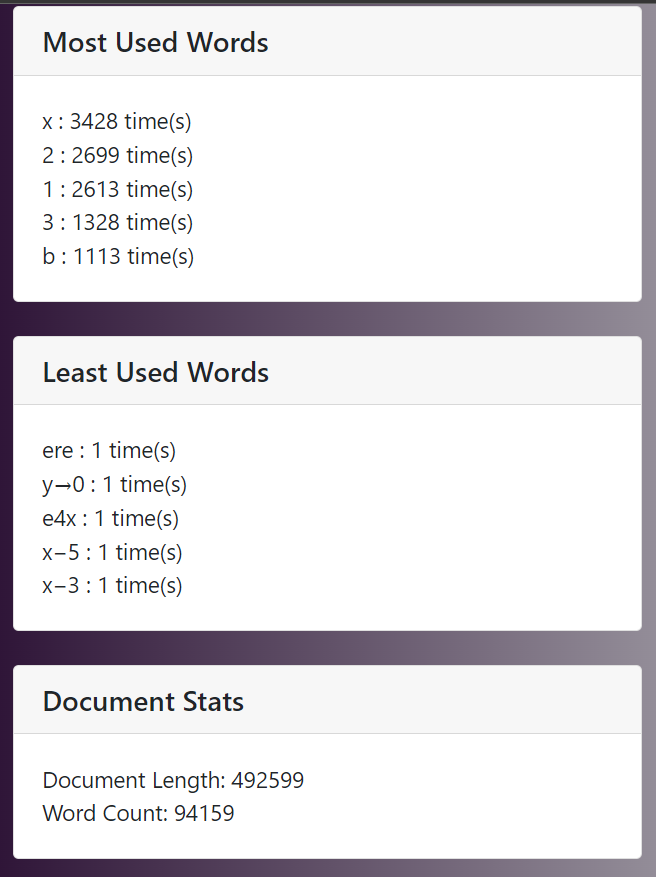 Most Used Words
x : 3428 time(s)
2 : 2699 time(s)
1 : 2613 time(s)
3 : 1328 time(s)
b : 1113 time(s)
Least Used Words
ere : 1 time(s)
y→0 : 1 time(s)
e4x : 1 time(s)
x−5 : 1 time(s)
x−3 : 1 time(s)
Document Stats
Document Length: 492599
Word Count: 94159